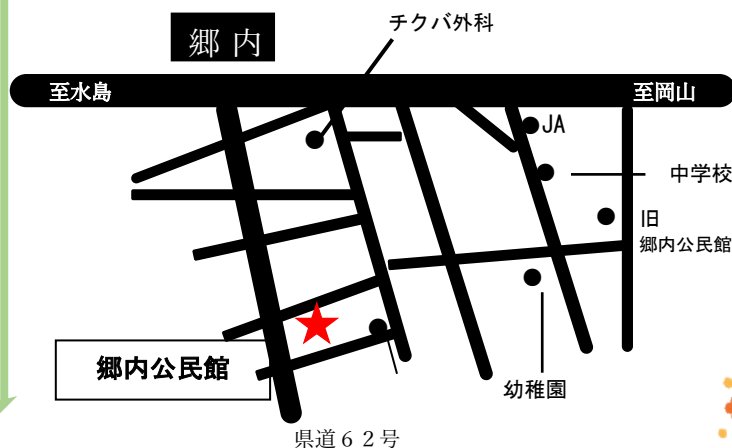 チクバ外科
郷内
至水島
至岡山
JA
中学校
旧
郷内公民館
郷内公民館
幼稚園
県道６２号